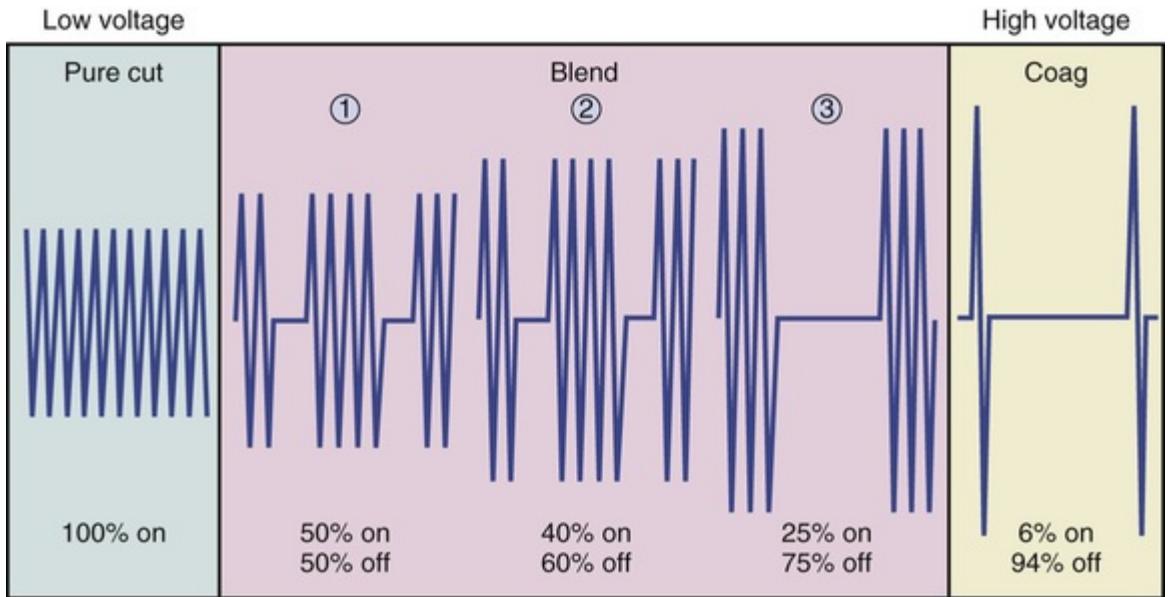 Low voltage
High voltage
Pure cut
Blend
Coag
①
②
③
100% on
50% on
50% off
40% on
60% off
25% on
75% off
6% on
94% off